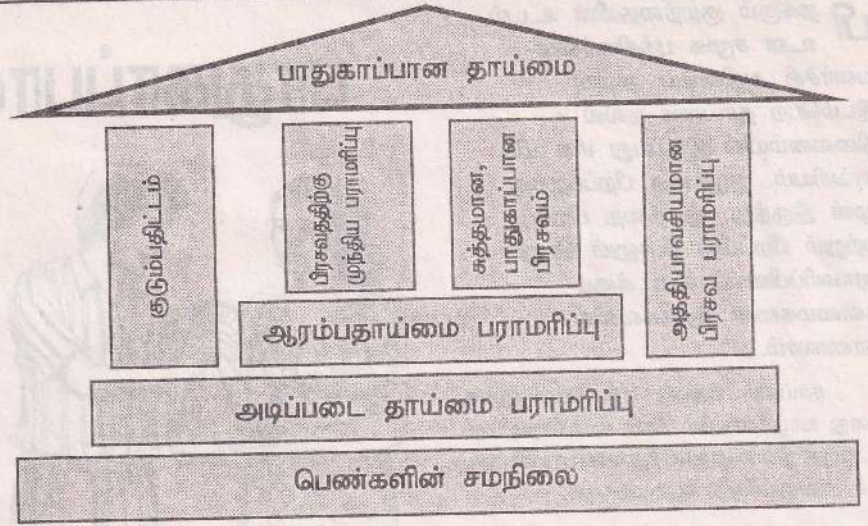 பாதுகாப்பான தாய்மை
குடும்பதிட்டம்
பிரசவத்திற்கு
முந்திய பராமரிப்பு
சுத்தமான,
பாதுகாப்பான
பிரசவம்
அத்தியாவசியமான
பிரசவ பராமரிப்பு
ஆரம்பதாய்மை பராமரிப்பு
அடிப்படை தாய்மை பராமரிப்பு
பெண்களின் சமநிலை